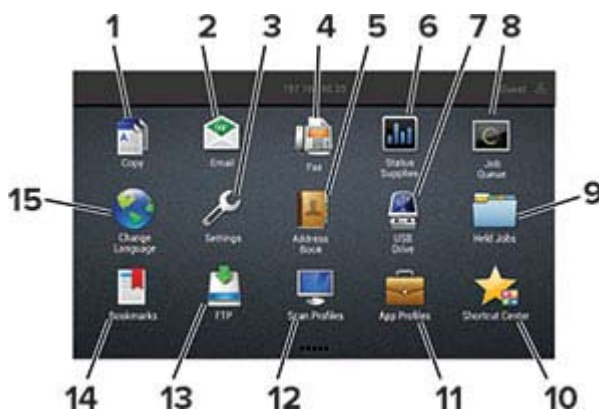 1 2 3 4 5 6 7 8
Guest
Copy Email Fax Status Supplies Job Queue
15 9
Change Language Settings Address Book USB Drive Held Jobs
Bookmarks FTP Scan Profiles App Profiles Shortcut Center
14 13 12 11 10